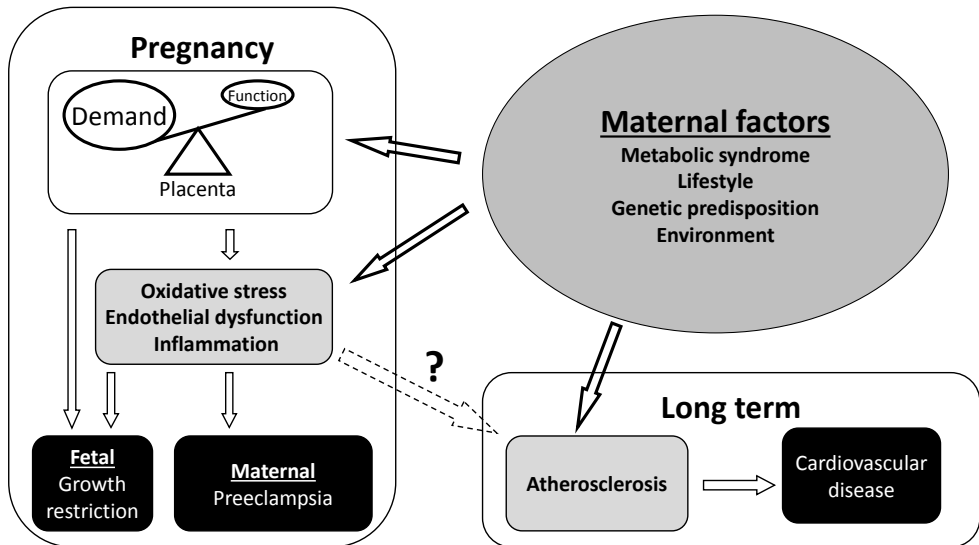 Pregnancy
Demand
Function
Placenta
Maternal factors
Metabolic syndrome
Lifestyle
Genetic predisposition
Environment
Oxidative stress
Endothelial dysfunction
Inflammation
?
Fetal
Growth
restriction
Maternal
Preeclampsia
Long term
Atherosclerosis
Cardiovascular
disease